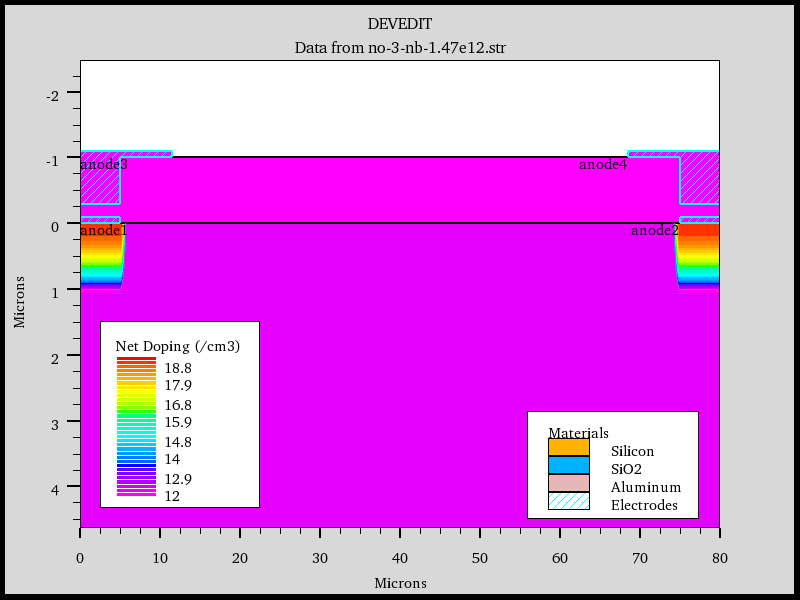 DEVEDIT
Data from no-3-nb-1.47e12.str
-2
-1
0
1
2
3
4
Microns
anode3
anode4
anode1
anode2
Net Doping (/cm3)
18.8
17.9
16.8
15.9
14.8
14
12.9
12
Materials
Silicon
SiO2
Aluminum
Electrodes
0 10 20 30 40 50 60 70 80
Microns